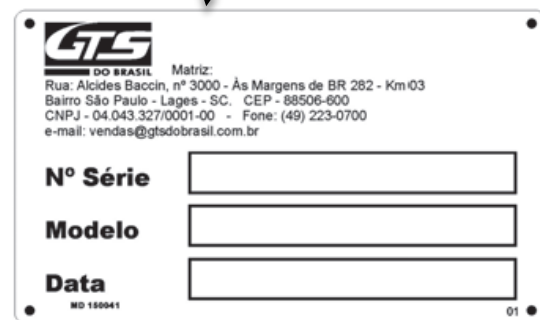 GTS
DO BRASIL
Matriz:
Rua: Alcides Baccin, nº 3000 - Às Margens de BR 282 - Km 03
Bairro São Paulo - Lages - SC. CEP - 88506-600
CNPJ - 04.043.327/0001-00 - Fone: (49) 223-0700
e-mail: vendas@gtsdobrasil.com.br
Nº Série
Modelo
Data
MD 150041
01